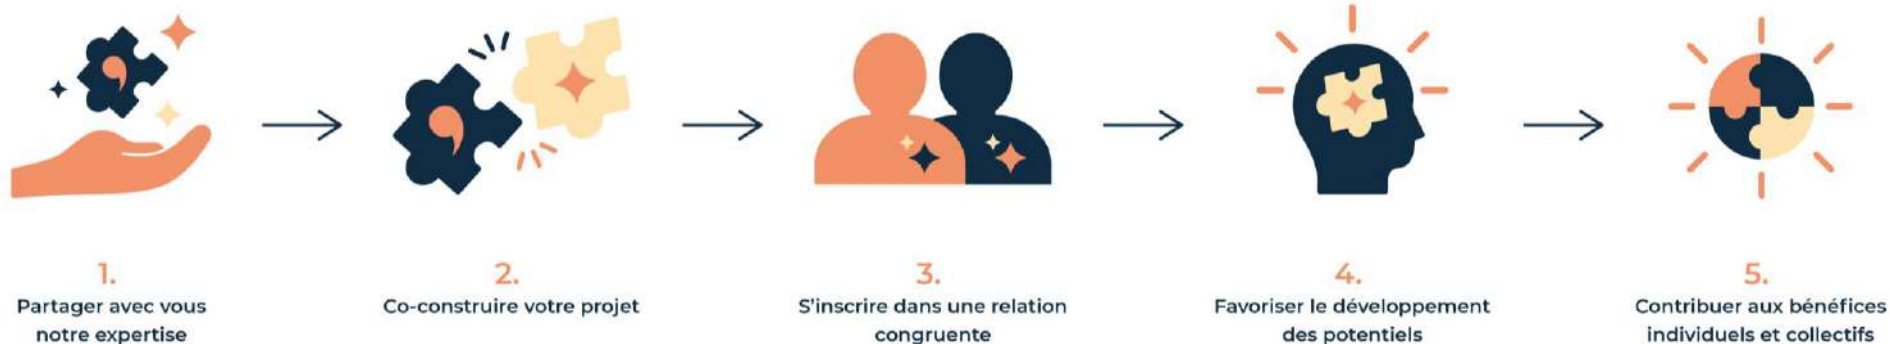 1.
Partager avec vous
notre expertise
2.
Co-construire votre projet
3.
S'inscrire dans une relation
congruente
4.
Favoriser le développement
des potentiels
5.
Contribuer aux bénéfices
individuels et collectifs